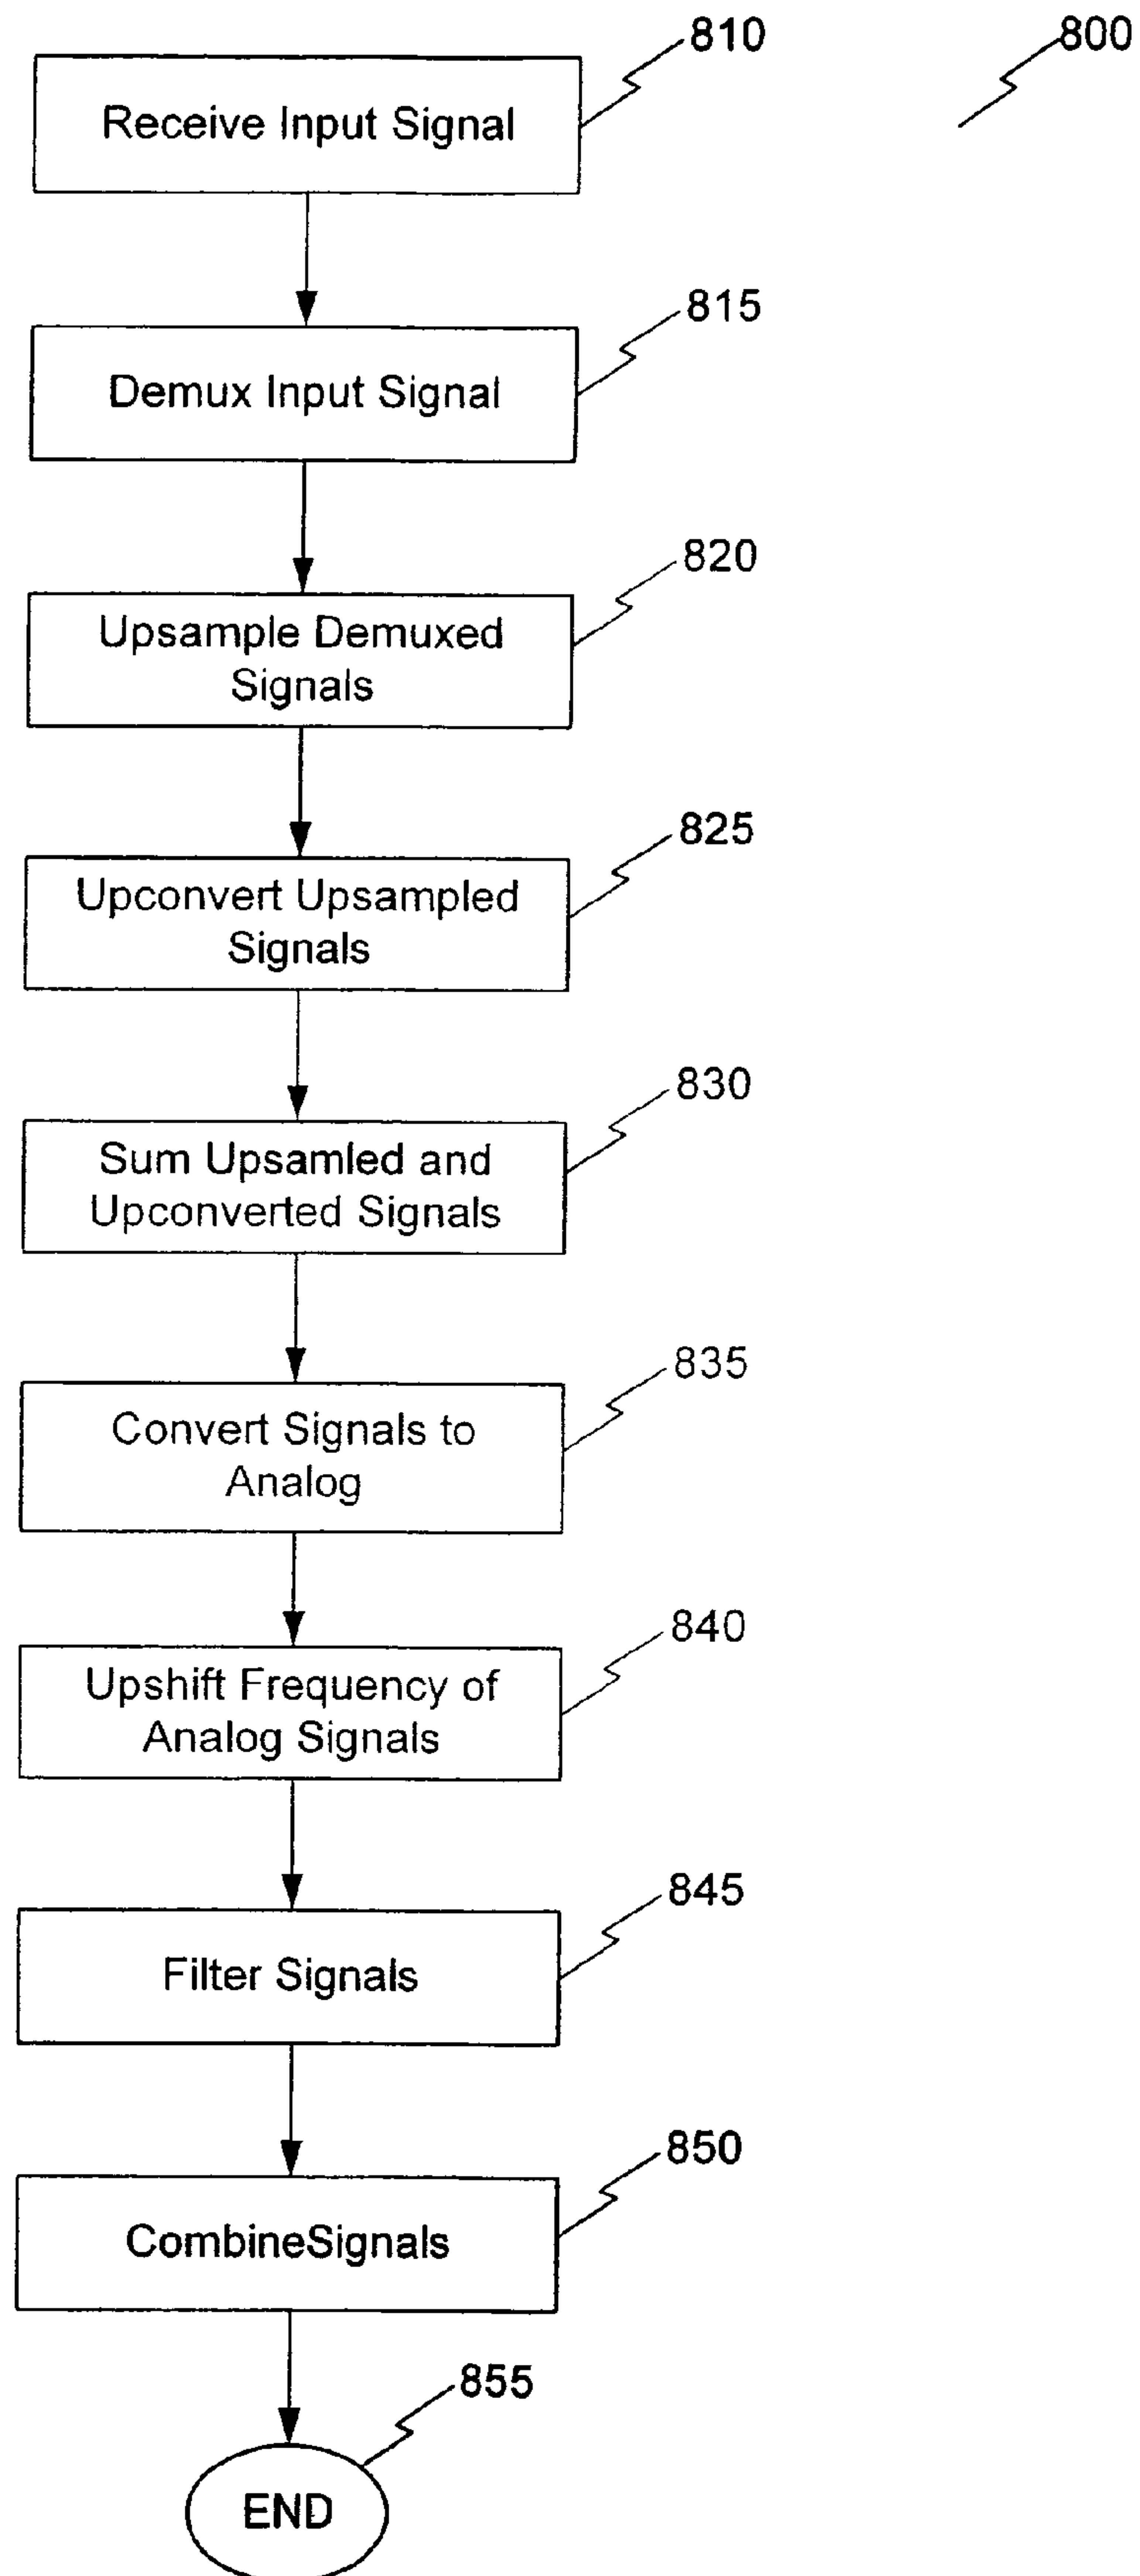 810
800
Receive Input Signal
815
Demux Input Signal
820
Upsample Demuxed
Signals
825
Upconvert Upsampled
Signals
830
Sum Upsamled and
Upconverted Signals
835
Convert Signals to
Analog
840
Upshift Frequency of
Analog Signals
845
Filter Signals
850
CombineSignals
855
END